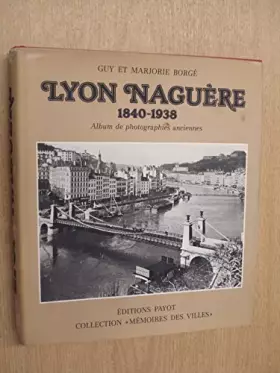 GUY ET MARJORIE BORGÉ
LYON NAGUÈRE
1840-1938
Album de photographies anciennes
ÉDITIONS PAYOT
COLLECTION «MÉMOIRES DES VILLES»